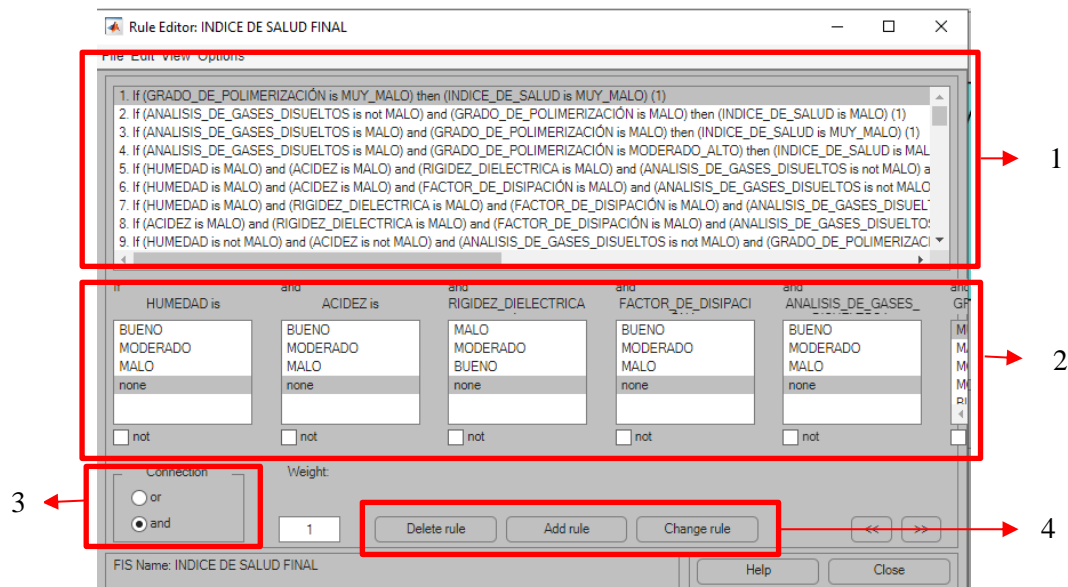 Rule Editor: INDICE DE SALUD FINAL
File Edit View Options
1. If (GRADO_DE_POLIMERIZACIÓN is MUY_MALO) then (INDICE_DE_SALUD is MUY_MALO) (1)
2. If (ANALISIS_DE_GASES_DISUELTOS is not MALO) and (GRADO_DE_POLIMERIZACIÓN is MALO) then (INDICE_DE_SALUD is MALO) (1)
3. If (ANALISIS_DE_GASES_DISUELTOS is MALO) and (GRADO_DE_POLIMERIZACIÓN is MALO) then (INDICE_DE_SALUD is MUY_MALO) (1)
4. If (ANALISIS_DE_GASES_DISUELTOS is MALO) and (GRADO_DE_POLIMERIZACIÓN is MODERADO_ALTO) then (INDICE_DE_SALUD is MAL
5. If (HUMEDAD is MALO) and (ACIDEZ is MALO) and (RIGIDEZ_DIELECTRICA is MALO) and (ANALISIS_DE_GASES_DISUELTOS is not MALO) a
6. If (HUMEDAD is MALO) and (ACIDEZ is MALO) and (FACTOR_DE_DISIPACIÓN is MALO) and (ANALISIS_DE_GASES_DISUELTOS is not MALO
7. If (HUMEDAD is MALO) and (RIGIDEZ_DIELECTRICA is MALO) and (FACTOR_DE_DISIPACIÓN is MALO) and (ANALISIS_DE_GASES_DISUEL
8. If (ACIDEZ is MALO) and (RIGIDEZ_DIELECTRICA is MALO) and (FACTOR_DE_DISIPACIÓN is MALO) and (ANALISIS_DE_GASES_DISUELTO
9. If (HUMEDAD is not MALO) and (ACIDEZ is not MALO) and (ANALISIS_DE_GASES_DISUELTOS is not MALO) and (GRADO_DE_POLIMERIZACI
1
If and and and and and
HUMEDAD is ACIDEZ is RIGIDEZ_DIELECTRICA FACTOR_DE_DISIPACI ANALISIS_DE_GASES_ GR
BUENO BUENO MALO BUENO BUENO
MODERADO MODERADO MODERADO MODERADO MODERADO
MALO MALO BUENO MALO MALO
none none none none none
2
not not not not not
Connection Weight:
or
and 1 Delete rule Add rule Change rule << >>
3
4
FIS Name: INDICE DE SALUD FINAL Help Close